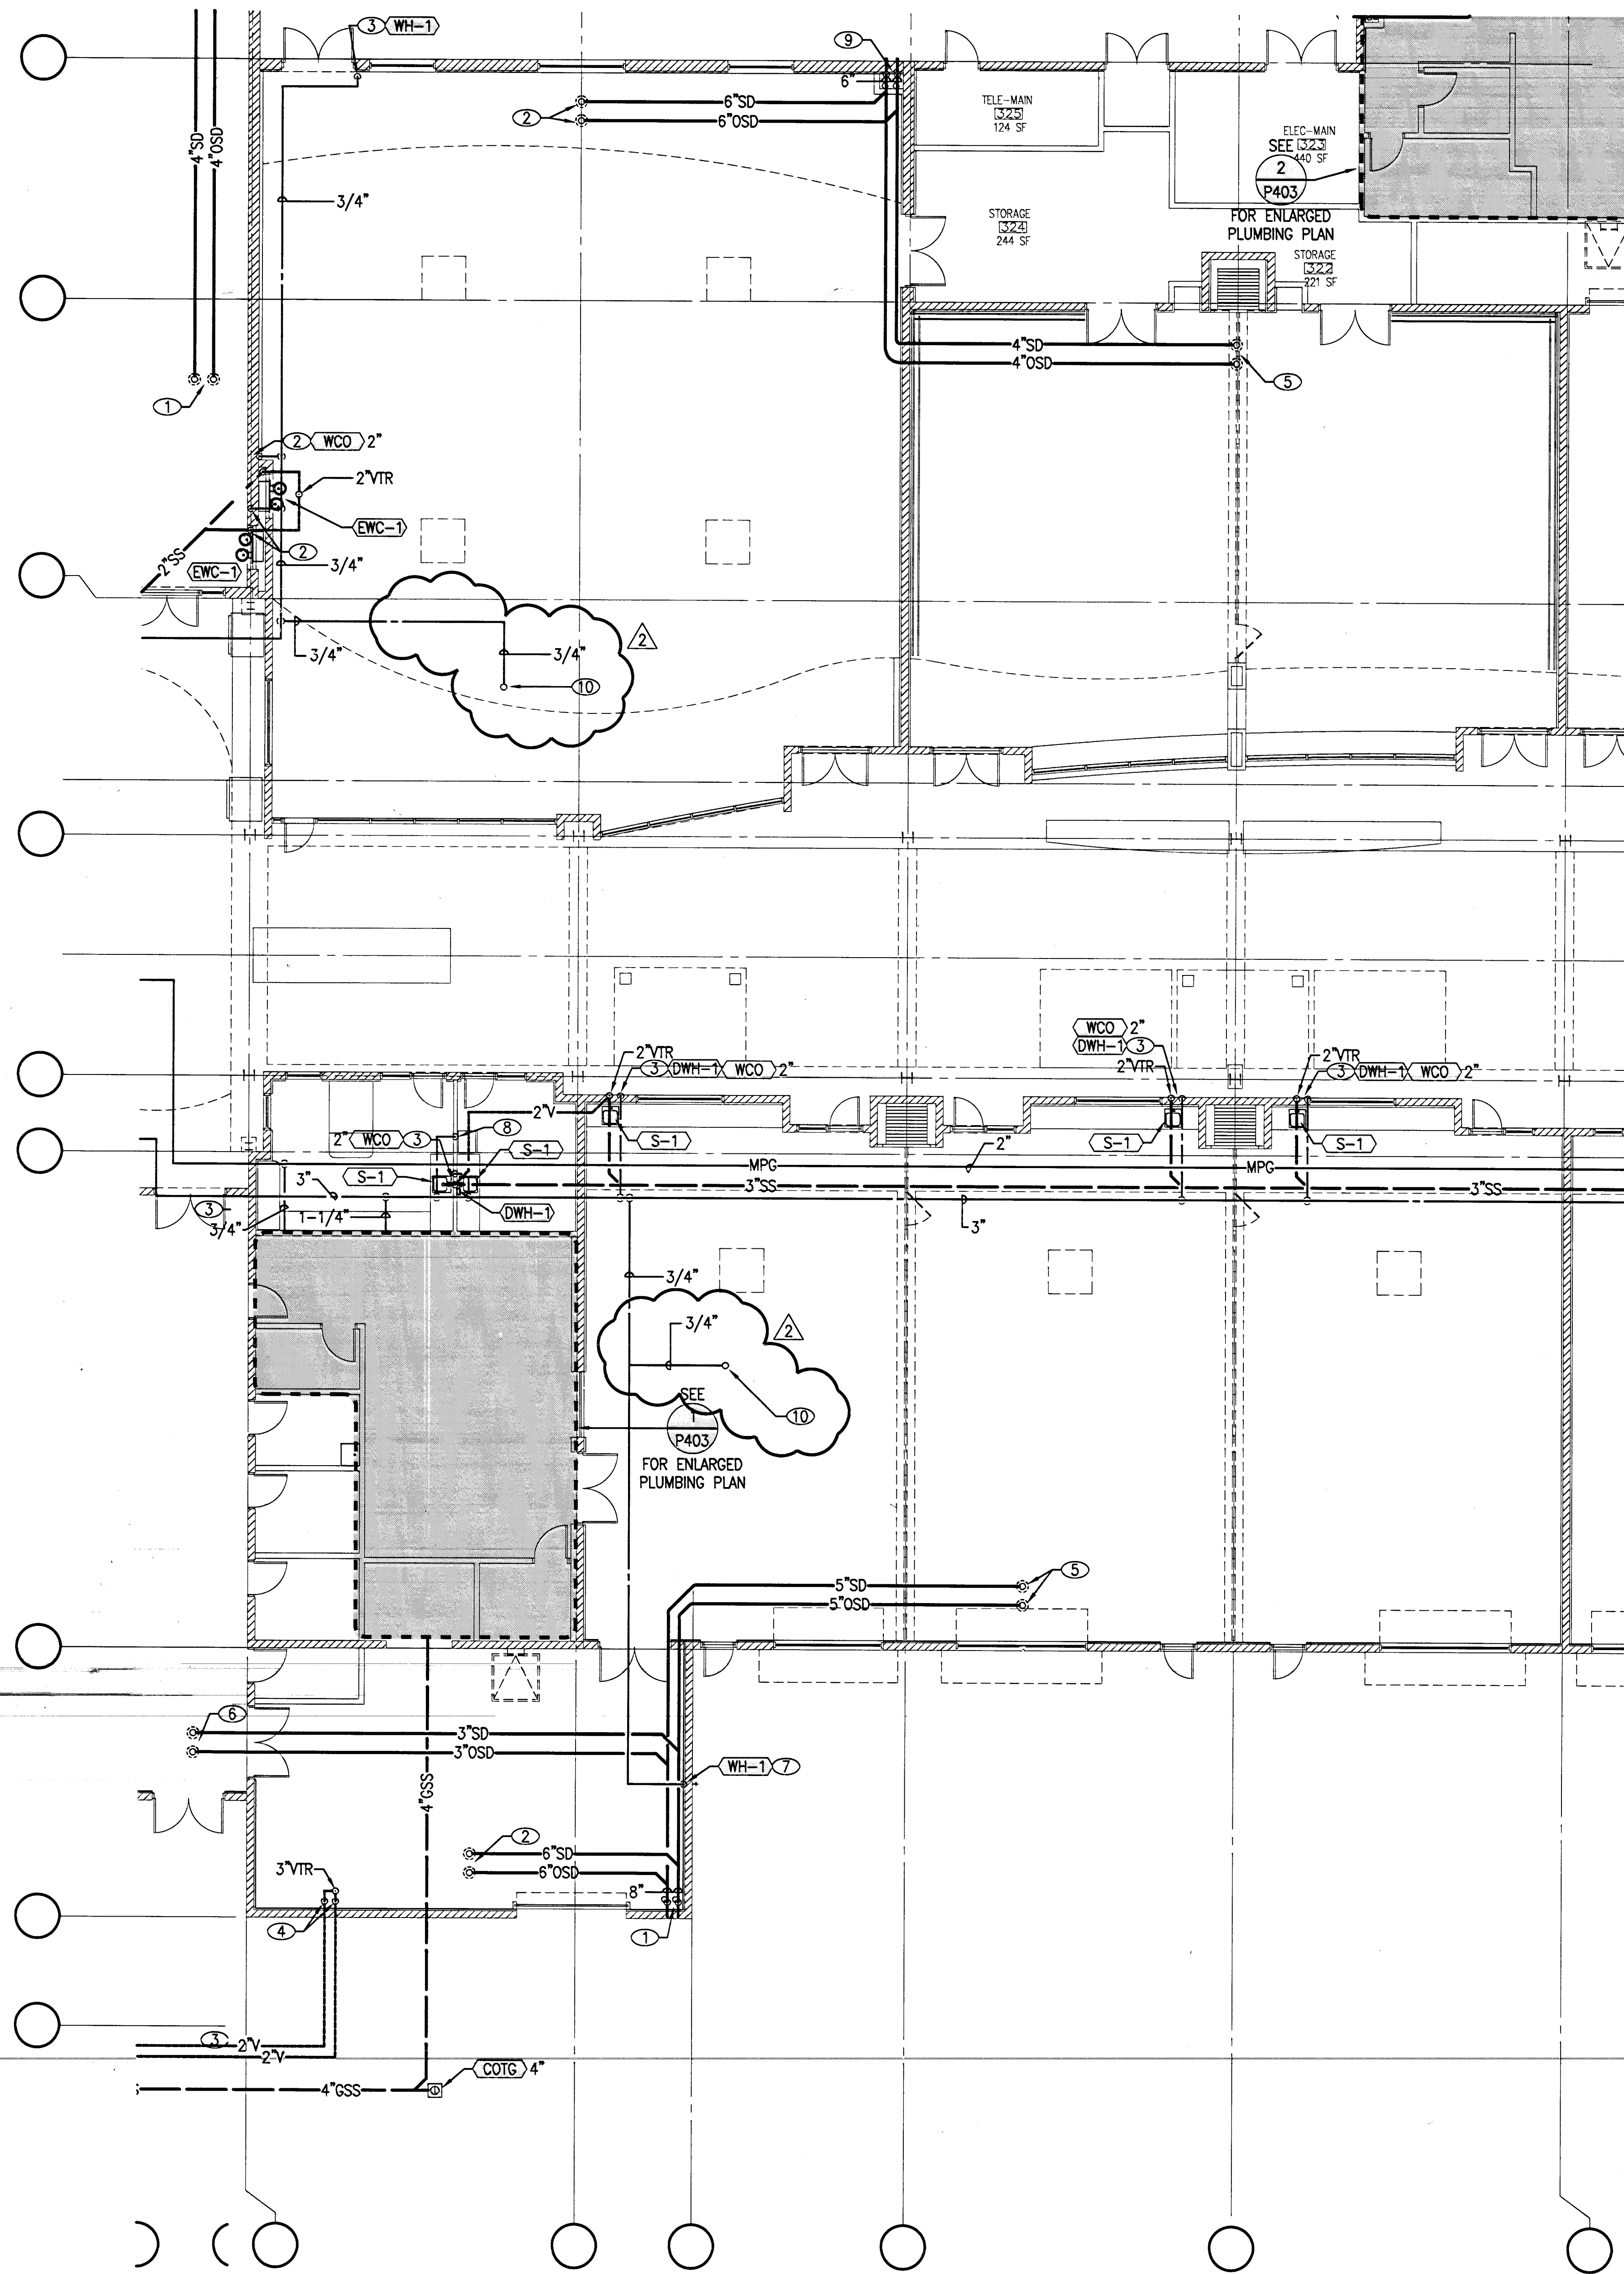 3 WH-1
9
6"
4"SD
4"OSD
6"SD
6"OSD
2
TELE-MAIN
325
124 SF
ELEC-MAIN
SEE 323
440 SF
2
P403
FOR ENLARGED
PLUMBING PLAN
3/4"
STORAGE
324
244 SF
STORAGE
322
221 SF
4"SD
4"OSD
5
1
2 WCO 2"
2"VTR
EWC-1
2
2"SS
EWC-1
3/4"
3/4"
3/4"
2
10
WCO 2"
DWH-1 3
2"VTR
2"VTR
3 DWH-1 WCO 2"
2"VTR
3 DWH-1 WCO 2"
2"V
8
2" WCO 3
S-1
S-1
S-1
S-1
S-1
2"
MPG
MPG
3"
3"SS
3"SS
3
3/4"
1-1/4"
DWH-1
3"
3/4"
3/4"
2
SEE
1
P403
10
FOR ENLARGED
PLUMBING PLAN
5"SD
5"OSD
5
6
3"SD
3"OSD
WH-1 7
4"GSS
2
6"SD
6"OSD
3"VTR
8"
4
1
3
2"V
2"V
COTG 4"
4"GSS